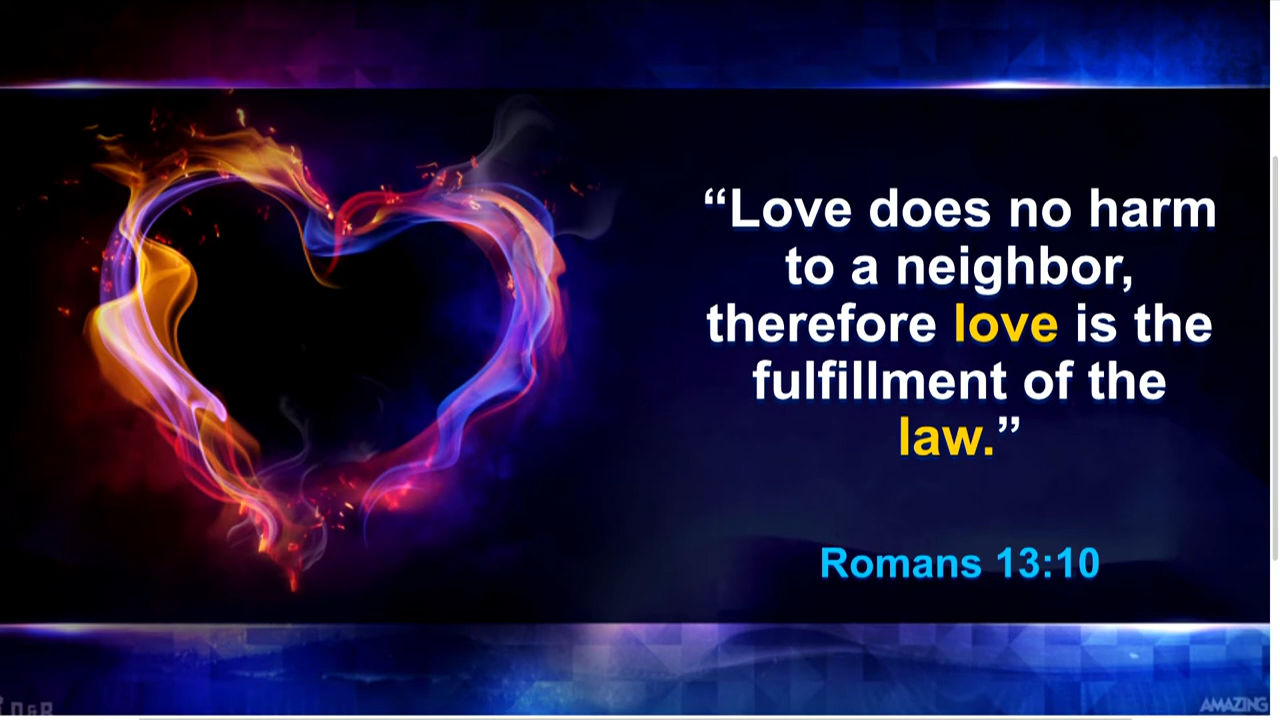 “Love does no harm
to a neighbor,
therefore love is the
fulfillment of the
law.”
Romans 13:10
AMAZING